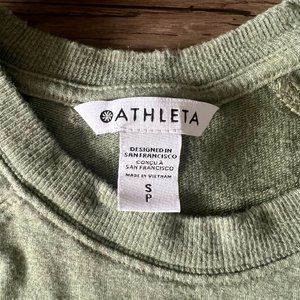 ATHLETA
DESIGNED IN
SAN FRANCISCO
CONÇU À
SAN FRANCISCO
MADE IN VIETNAM
S
P